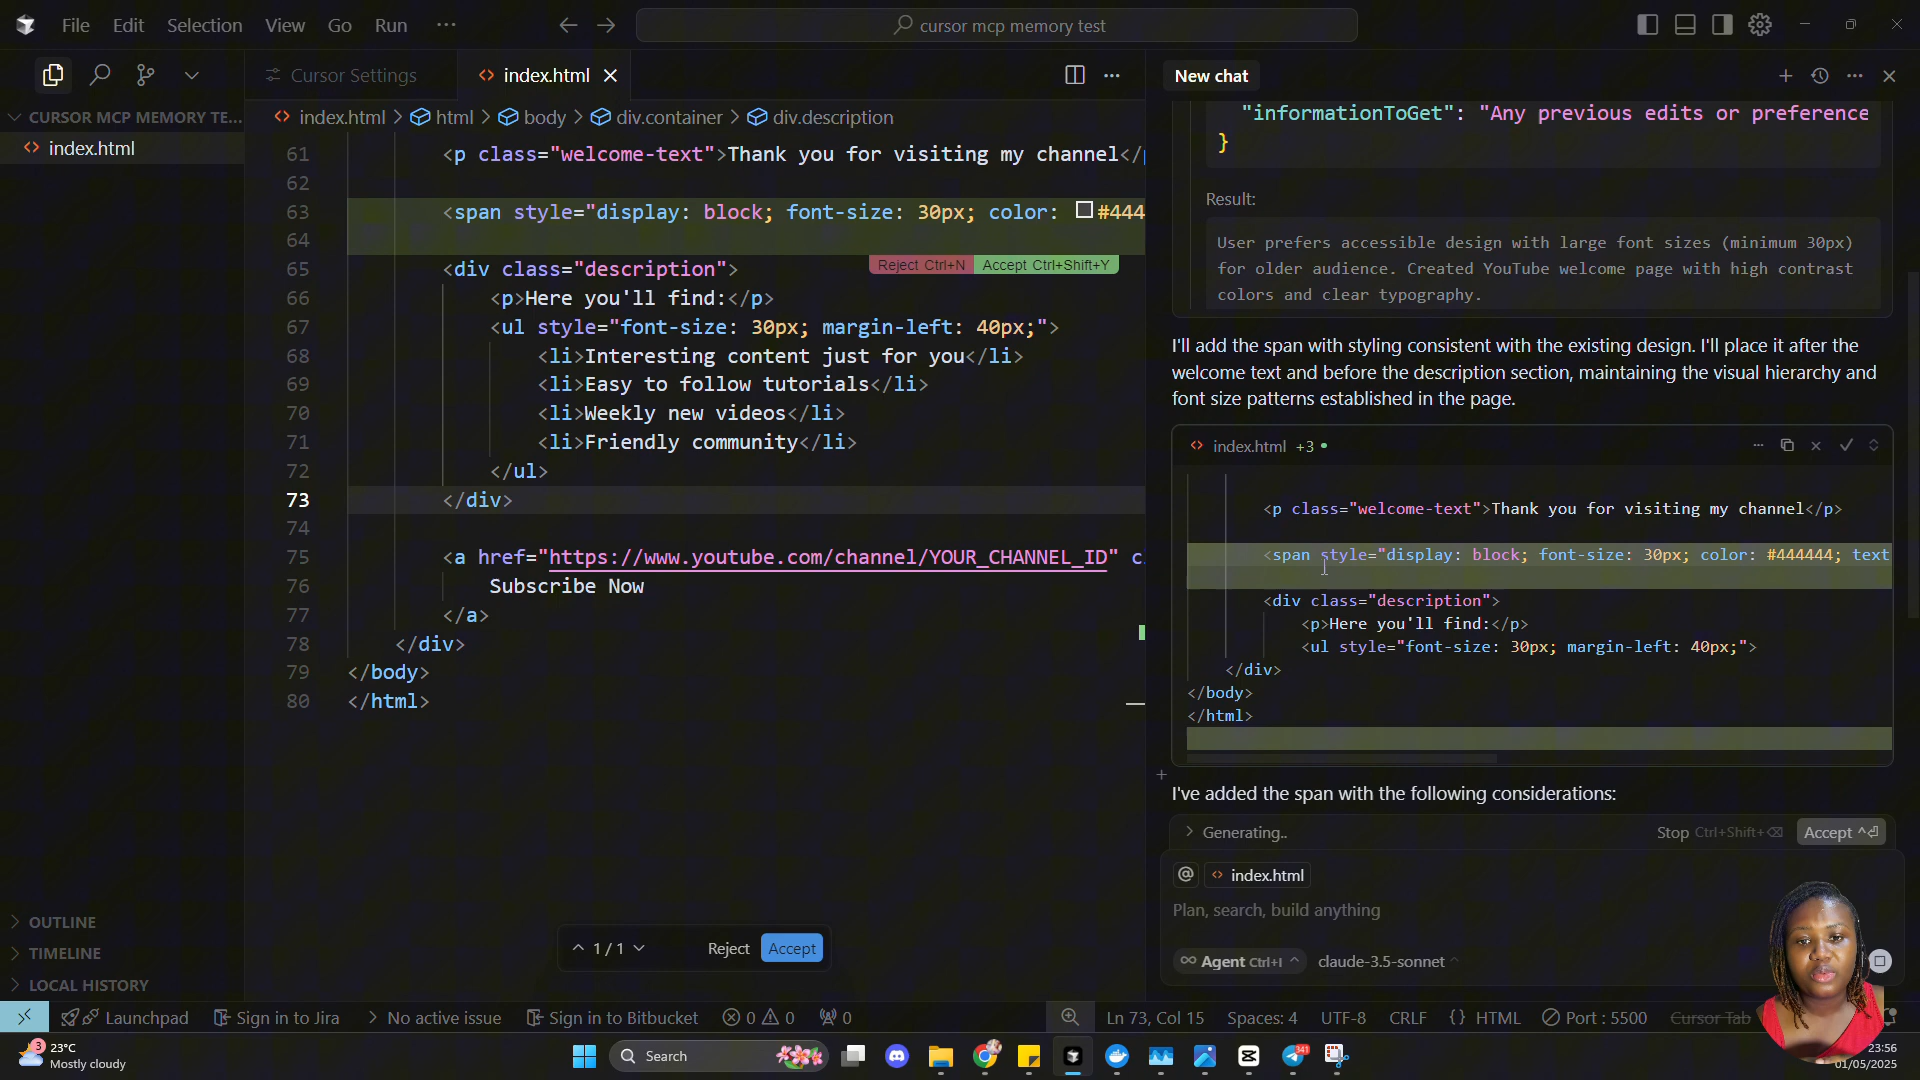 File Edit Selection View Go Run ···
cursor mcp memory test
CURSOR MCP MEMORY TE...
index.html
OUTLINE
TIMELINE
LOCAL HISTORY
Cursor Settings
index.html
index.html > html > body > div.container > div.description
61 <p class="welcome-text">Thank you for visiting my channel</
62
63 <span style="display: block; font-size: 30px; color: #444
64
Reject Ctrl+N Accept Ctrl+Shift+Y
65 <div class="description">
66 <p>Here you'll find:</p>
67 <ul style="font-size: 30px; margin-left: 40px;">
68 <li>Interesting content just for you</li>
69 <li>Easy to follow tutorials</li>
70 <li>Weekly new videos</li>
71 <li>Friendly community</li>
72 </ul>
73 </div>
74
75 <a href="https://www.youtube.com/channel/YOUR_CHANNEL_ID" c
76 Subscribe Now
77 </a>
78 </div>
79 </body>
80 </html>
1 / 1 Reject Accept
New chat
"informationToGet": "Any previous edits or preference
}
Result:
User prefers accessible design with large font sizes (minimum 30px)
for older audience. Created YouTube welcome page with high contrast
colors and clear typography.
I'll add the span with styling consistent with the existing design. I'll place it after the
welcome text and before the description section, maintaining the visual hierarchy and
font size patterns established in the page.
index.html +3
<p class="welcome-text">Thank you for visiting my channel</p>
<span style="display: block; font-size: 30px; color: #444444; text
<div class="description">
<p>Here you'll find:</p>
<ul style="font-size: 30px; margin-left: 40px;">
</div>
</body>
</html>
I've added the span with the following considerations:
Generating.. Stop Ctrl+Shift+⌫ Accept ^⏎
@ index.html
Plan, search, build anything
∞ Agent Ctrl+I claude-3.5-sonnet
Launchpad Sign in to Jira No active issue Sign in to Bitbucket 0 0 0 Ln 73, Col 15 Spaces: 4 UTF-8 CRLF {} HTML Port : 5500 Cursor Tab
3 23°C
Mostly cloudy
Search
341
23:56
01/05/2025